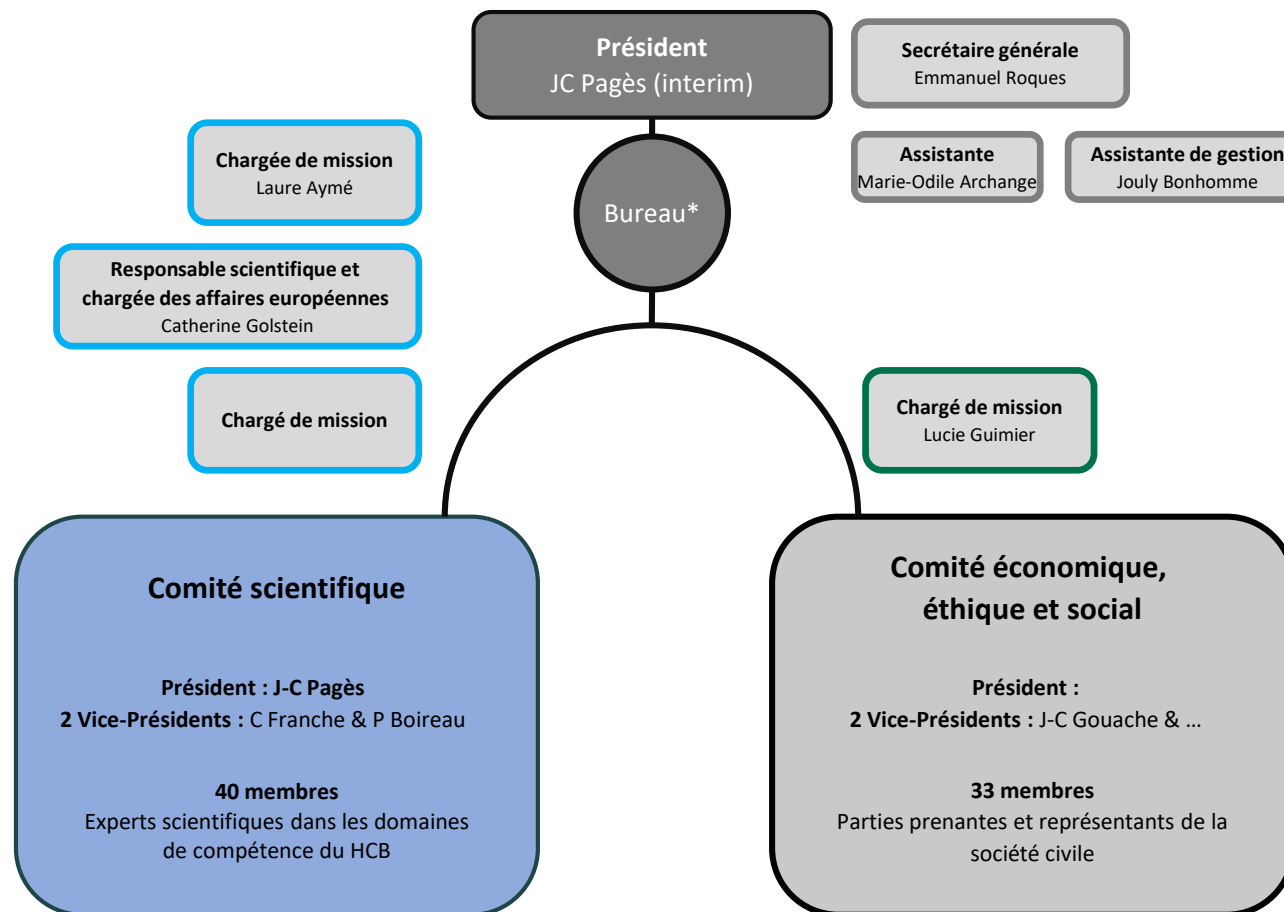 Président
JC Pagès (interim)
Secrétaire générale
Emmanuel Roques
Chargée de mission
Laure Aymé
Assistante
Marie-Odile Archange
Assistante de gestion
Jouly Bonhomme
Bureau*
Responsable scientifique et
chargée des affaires européennes
Catherine Golstein
Chargé de mission
Chargé de mission
Lucie Guimier
Comité scientifique
Président : J-C Pagès
2 Vice-Présidents : C Franche & P Boireau
40 membres
Experts scientifiques dans les domaines
de compétence du HCB
Comité économique,
éthique et social
Président :
2 Vice-Présidents : J-C Gouache & ...
33 membres
Parties prenantes et représentants de la
société civile